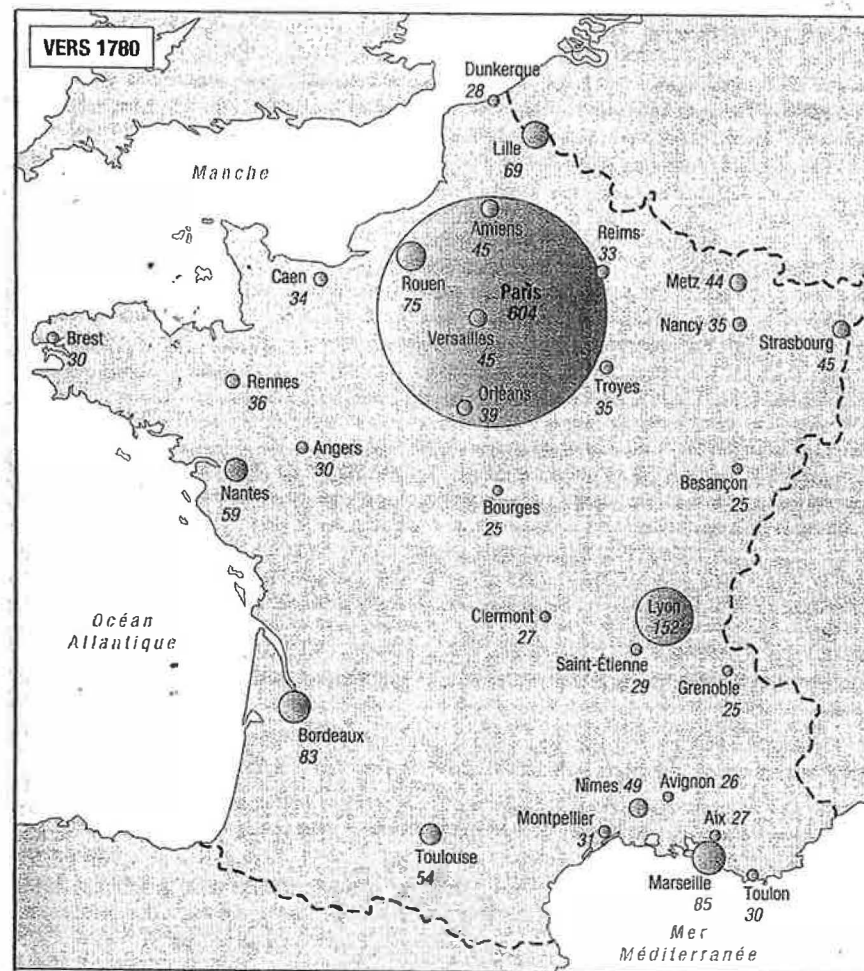 VERS 1780
Dunkerque
28
Lille
69
Manche
Amiens
45
Reims
33
Caen
34
Rouen
75
Paris
604
Metz 44
Versailles
45
Nancy 35
Strasbourg
45
Brest
30
Rennes
36
Orléans
39
Troyes
35
Angers
30
Nantes
59
Bourges
25
Besançon
25
Océan
Atlantique
Clermont
27
Lyon
152
Saint-Étienne
29
Grenoble
25
Bordeaux
83
Nîmes 49
Avignon 26
Montpellier
31
Aix 27
Toulouse
54
Marseille
85
Toulon
30
Mer
Méditerranée